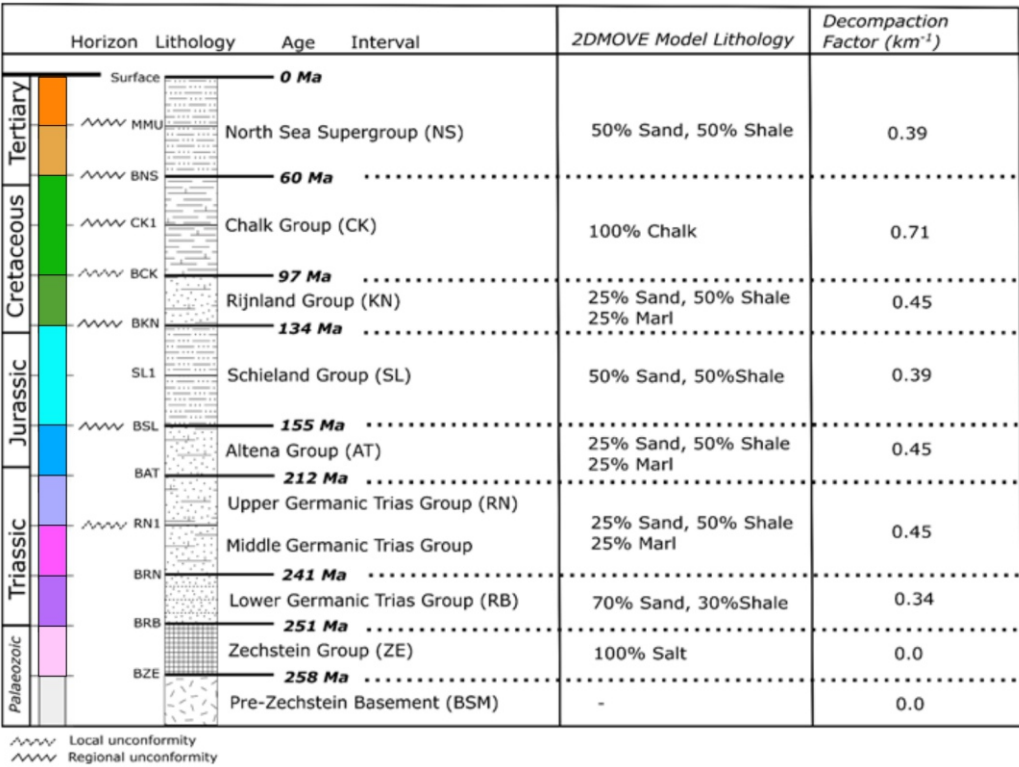 Horizon Lithology Age Interval 2DMOVE Model Lithology Decompaction
Factor (km-1)
Surface 0 Ma
Tertiary
MMU North Sea Supergroup (NS) 50% Sand, 50% Shale 0.39
BNS 60 Ma
Cretaceous
CK1 Chalk Group (CK) 100% Chalk 0.71
BCK 97 Ma
Rijnland Group (KN) 25% Sand, 50% Shale 0.45
25% Marl
BKN 134 Ma
Jurassic
SL1 Schieland Group (SL) 50% Sand, 50%Shale 0.39
BSL 155 Ma
Altena Group (AT) 25% Sand, 50% Shale 0.45
25% Marl
BAT 212 Ma
Triassic
Upper Germanic Trias Group (RN)
RN1 25% Sand, 50% Shale 0.45
Middle Germanic Trias Group 25% Marl
BRN 241 Ma
Lower Germanic Trias Group (RB) 70% Sand, 30%Shale 0.34
BRB 251 Ma
Palaeozoic
Zechstein Group (ZE) 100% Salt 0.0
BZE 258 Ma
Pre-Zechstein Basement (BSM) - 0.0
Local unconformity
Regional unconformity